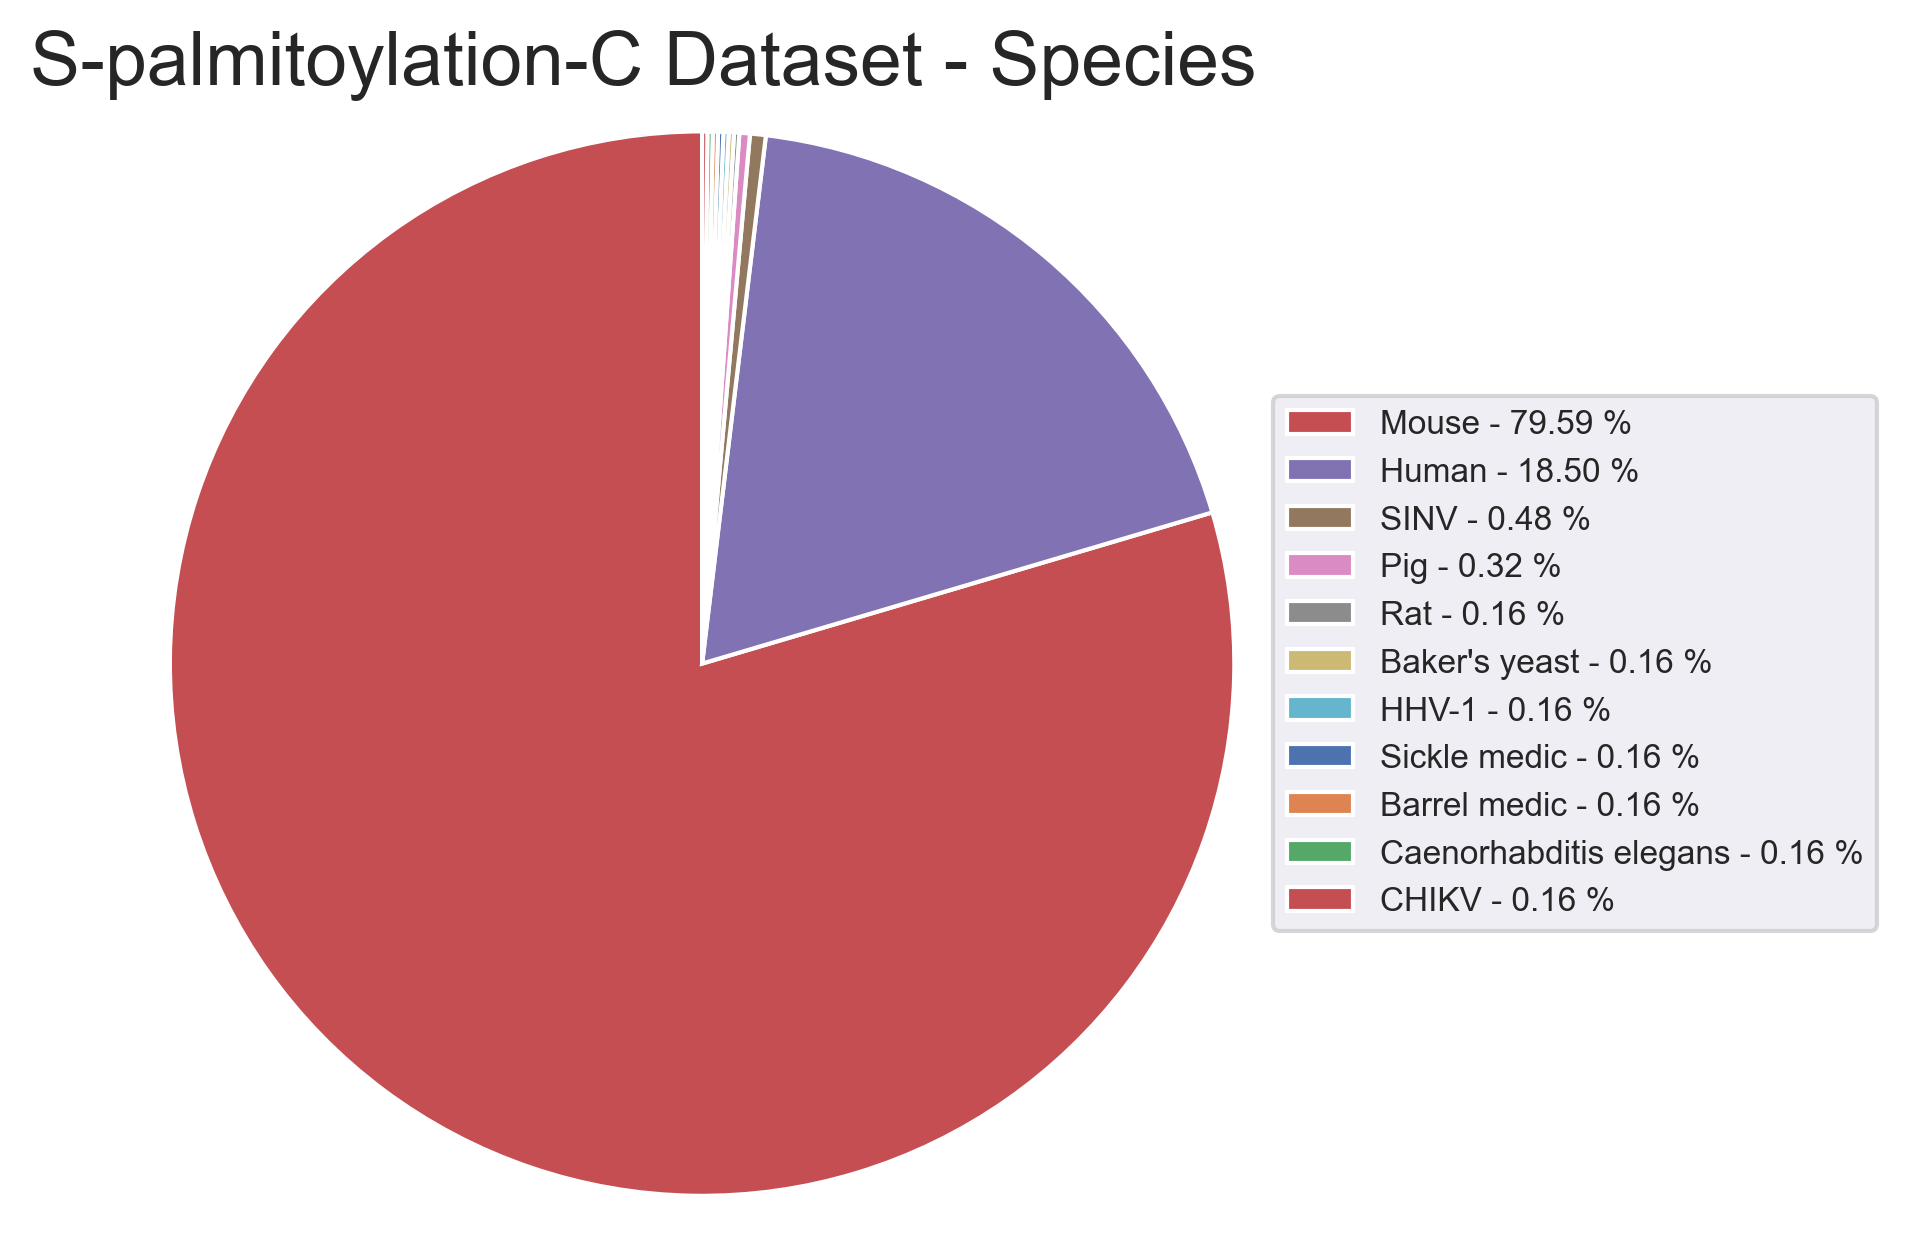 S-palmitoylation-C Dataset - Species
Mouse - 79.59 %
Human - 18.50 %
SINV - 0.48 %
Pig - 0.32 %
Rat - 0.16 %
Baker's yeast - 0.16 %
HHV-1 - 0.16 %
Sickle medic - 0.16 %
Barrel medic - 0.16 %
Caenorhabditis elegans - 0.16 %
CHIKV - 0.16 %